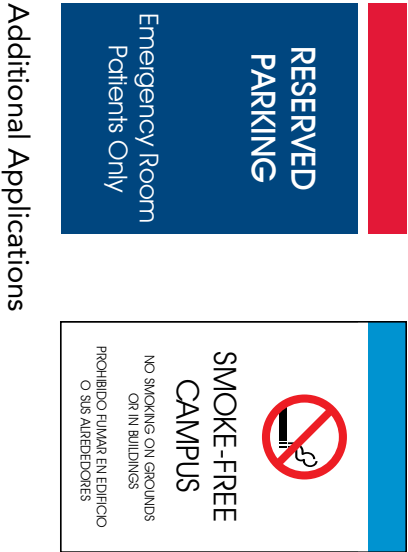 Additional Applications
RESERVED
PARKING
Emergency Room
Patients Only
SMOKE-FREE
CAMPUS
NO SMOKING ON GROUNDS
OR IN BUILDINGS
PROHIBIDO FUMAR EN EDIFICIO
O SUS ALREDEDORES